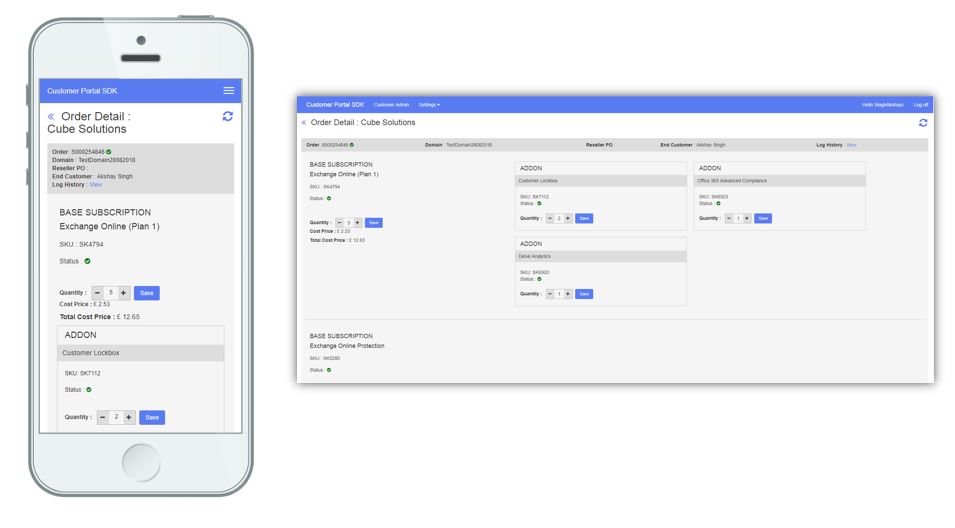 Customer Portal SDK
« Order Detail :
Cube Solutions
Order: S000254846
Domain : TestDomain28082018
Reseller PO :
End Customer : Akshay Singh
Log History : View
BASE SUBSCRIPTION
Exchange Online (Plan 1)
SKU : SK4794
Status :
Quantity : − 5 + Save
Cost Price : £ 2.53
Total Cost Price : £ 12.65
ADDON
Customer Lockbox
SKU: SK7112
Status :
Quantity : − 2 + Save
Customer Portal SDK Customer Admin Settings Log off
« Order Detail : Cube Solutions
Order: S000254846 Domain : TestDomain28082018 Reseller PO : End Customer : Akshay Singh Log History : View
BASE SUBSCRIPTION
Exchange Online (Plan 1)
SKU : SK4794
Status :
Quantity : − 5 + Save
Cost Price : £ 2.53
Total Cost Price : £ 12.65
ADDON
Customer Lockbox
SKU: SK7112
Status :
Quantity : − 2 + Save
ADDON
Office 365 Advanced Compliance
SKU: SK6923
Status :
Quantity : − 1 + Save
ADDON
Delve Analytics
SKU: SK6920
Status :
Quantity : − 1 + Save
BASE SUBSCRIPTION
Exchange Online Protection
SKU : SK5280
Status :